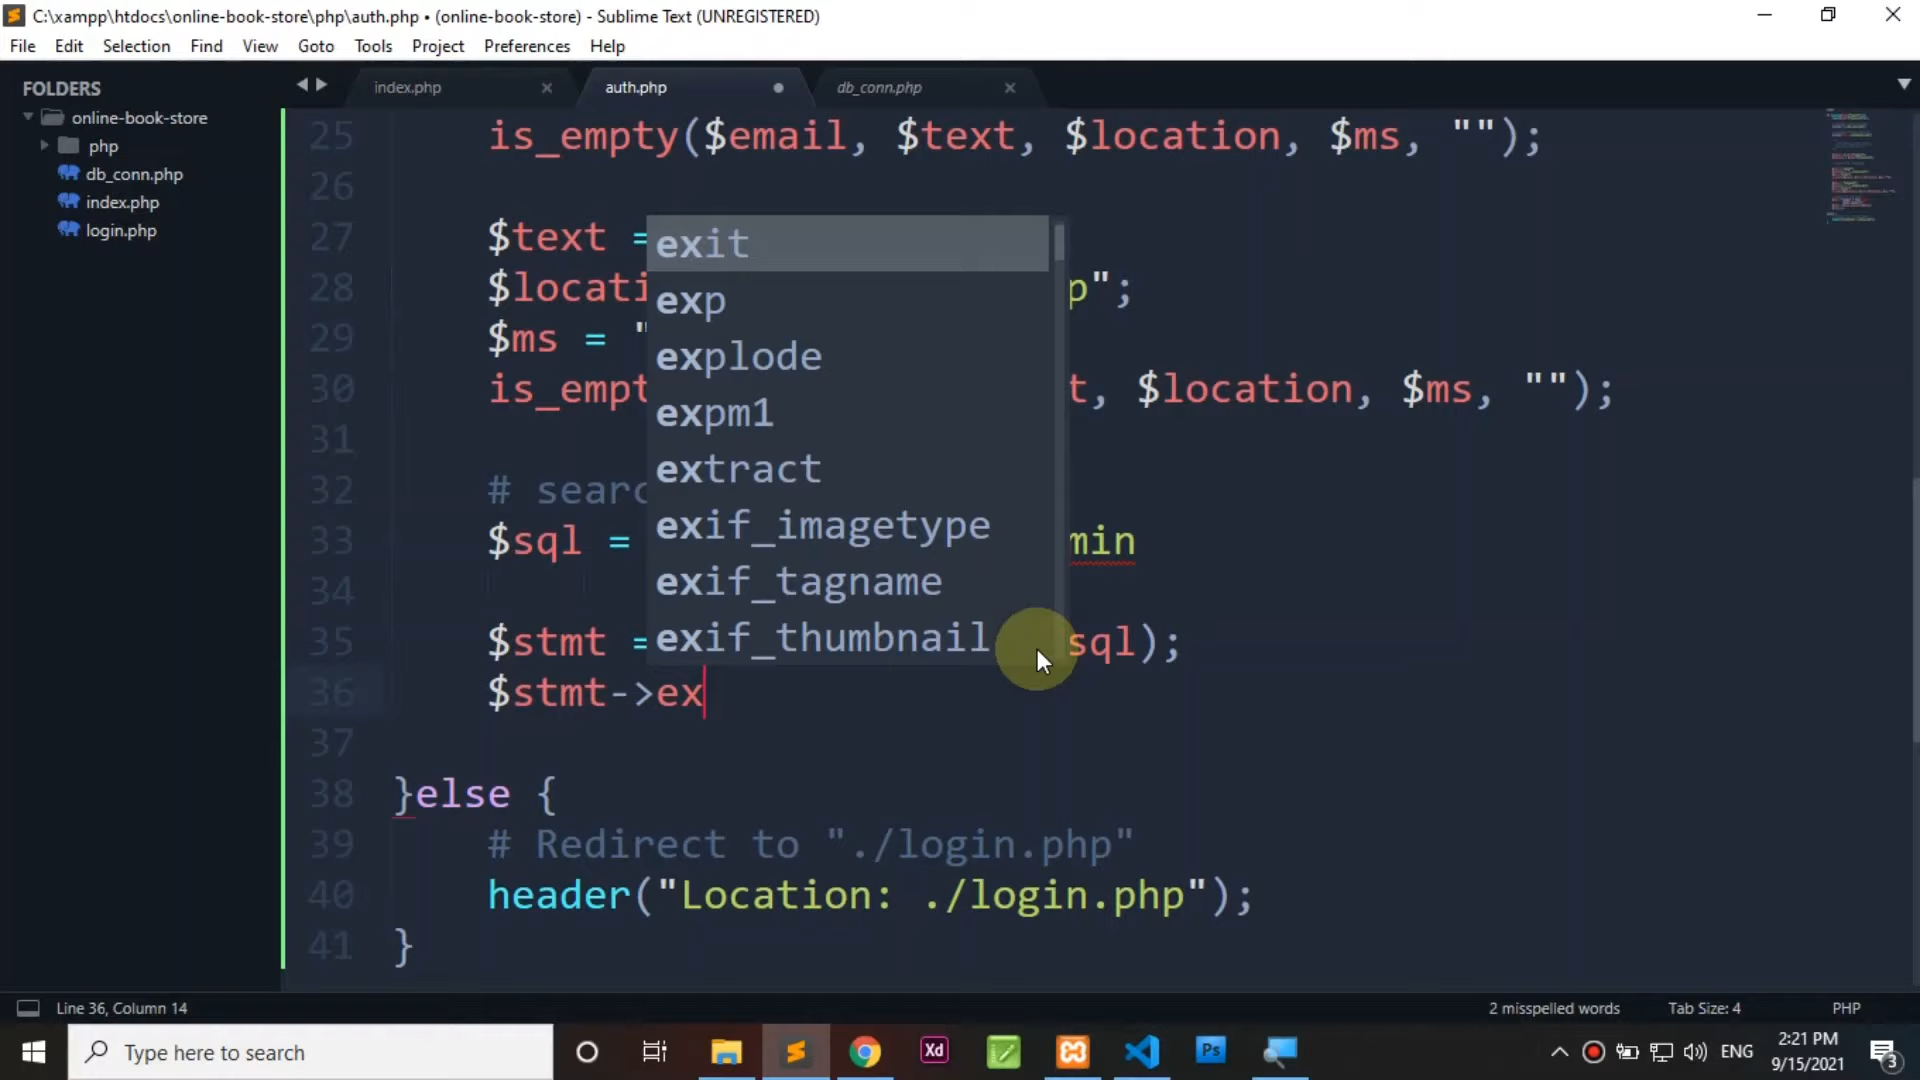 C:\xampp\htdocs\online-book-store\php\auth.php • (online-book-store) - Sublime Text (UNREGISTERED)
File Edit Selection Find View Goto Tools Project Preferences Help
FOLDERS
online-book-store
php
db_conn.php
index.php
login.php
index.php × auth.php db_conn.php ×
25 is_empty($email, $text, $location, $ms, "");
26
27 $text =
28 $locati p";
29 $ms = "
30 is_empt t, $location, $ms, "");
31
32 # searc
33 $sql = min
34
35 $stmt = sql);
36 $stmt->ex
37
38 }else {
39 # Redirect to "./login.php"
40 header("Location: ./login.php");
41 }
exit
exp
explode
expm1
extract
exif_imagetype
exif_tagname
exif_thumbnail
Line 36, Column 14 2 misspelled words Tab Size: 4 PHP
Type here to search
Xd
Ps
ENG
2:21 PM
9/15/2021
3